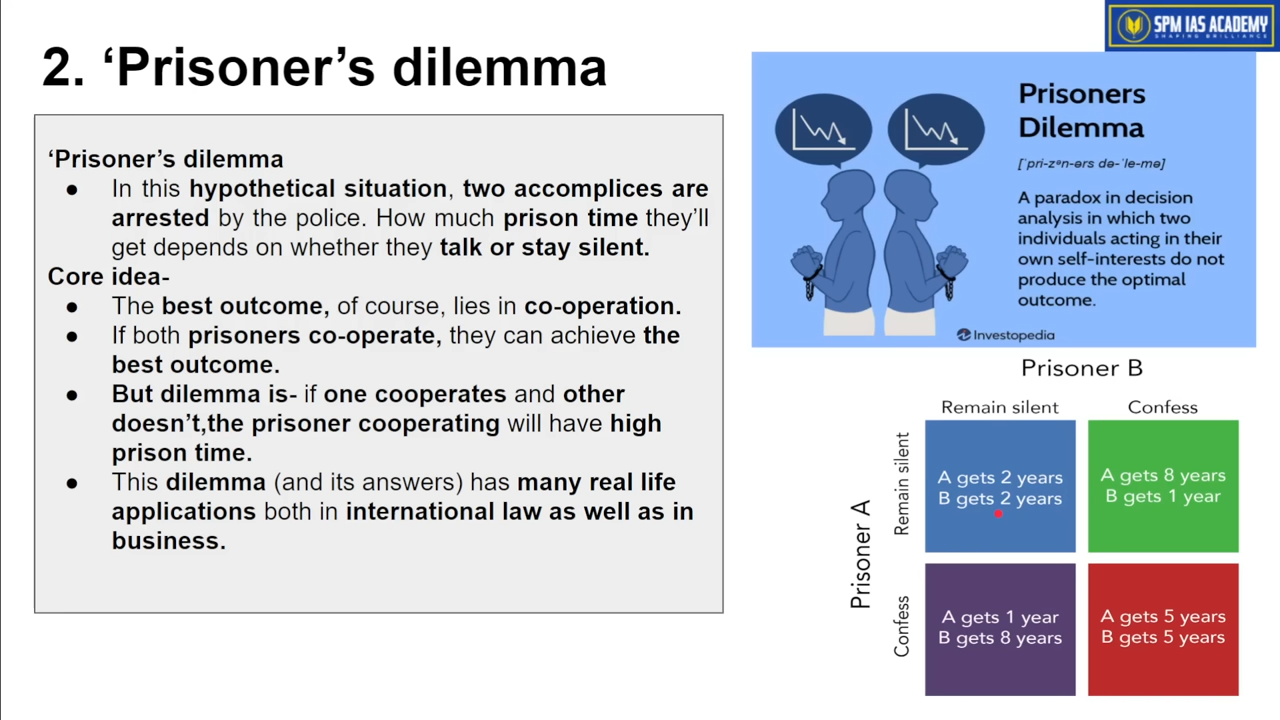 SPM IAS ACADEMY
SHAPING BRILLIANCE
2. ‘Prisoner’s dilemma
‘Prisoner’s dilemma
● In this hypothetical situation, two accomplices are
arrested by the police. How much prison time they’ll
get depends on whether they talk or stay silent.
Core idea-
● The best outcome, of course, lies in co-operation.
● If both prisoners co-operate, they can achieve the
best outcome.
● But dilemma is- if one cooperates and other
doesn’t,the prisoner cooperating will have high
prison time.
● This dilemma (and its answers) has many real life
applications both in international law as well as in
business.
Prisoners
Dilemma
[ˈpri-zᵊn-ərs də-ˈle-mə]
A paradox in decision
analysis in which two
individuals acting in their
own self-interests do not
produce the optimal
outcome.
Investopedia
Prisoner B
Remain silent
Confess
Prisoner A
Remain silent
A gets 2 years
B gets 2 years
A gets 8 years
B gets 1 year
Confess
A gets 1 year
B gets 8 years
A gets 5 years
B gets 5 years